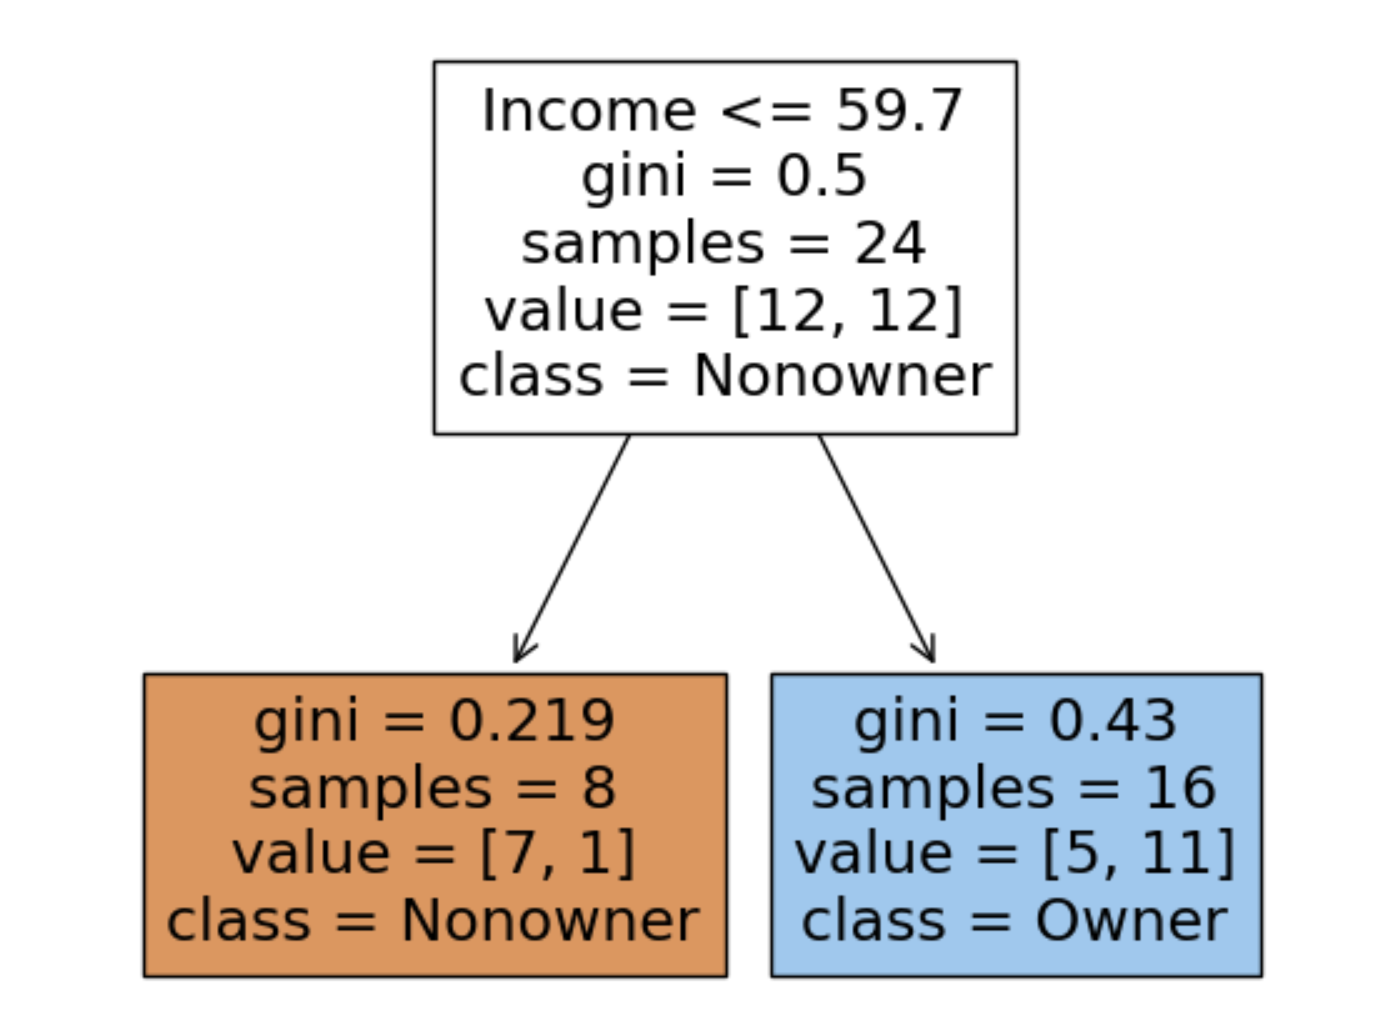 Income <= 59.7
gini = 0.5
samples = 24
value = [12, 12]
class = Nonowner
gini = 0.219
samples = 8
value = [7, 1]
class = Nonowner
gini = 0.43
samples = 16
value = [5, 11]
class = Owner